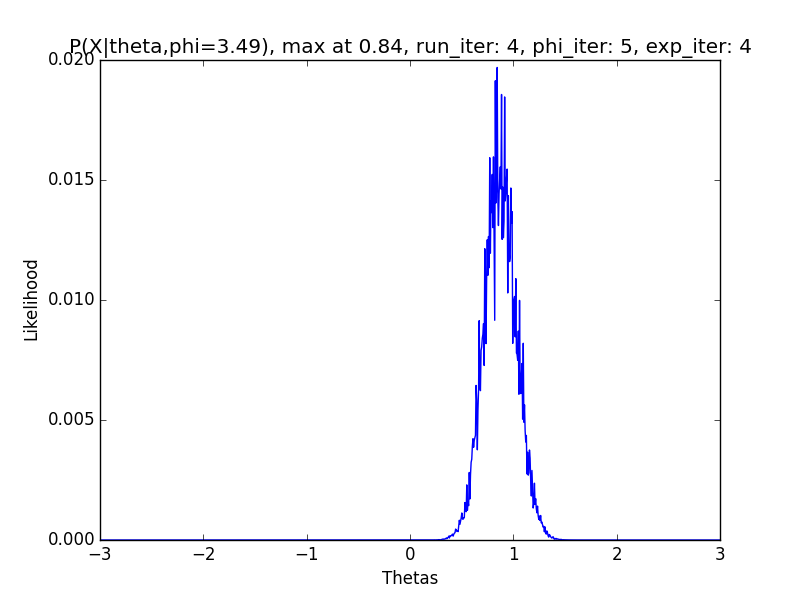 P(X|theta,phi=3.49), max at 0.84, run_iter: 4, phi_iter: 5, exp_iter: 4
0.020
0.015
0.010
0.005
0.000
Likelihood
−3 −2 −1 0 1 2 3
Thetas